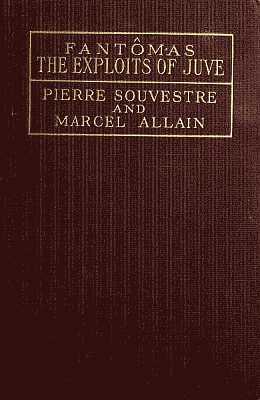 FANTÔMAS
THE EXPLOITS OF JUVE
PIERRE SOUVESTRE
AND
MARCEL ALLAIN